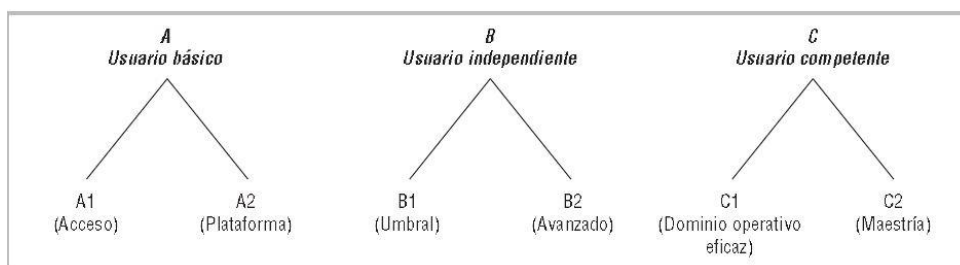 A
Usuario básico
B
Usuario independiente
C
Usuario competente
A1
(Acceso)
A2
(Plataforma)
B1
(Umbral)
B2
(Avanzado)
C1
(Dominio operativo
eficaz)
C2
(Maestría)